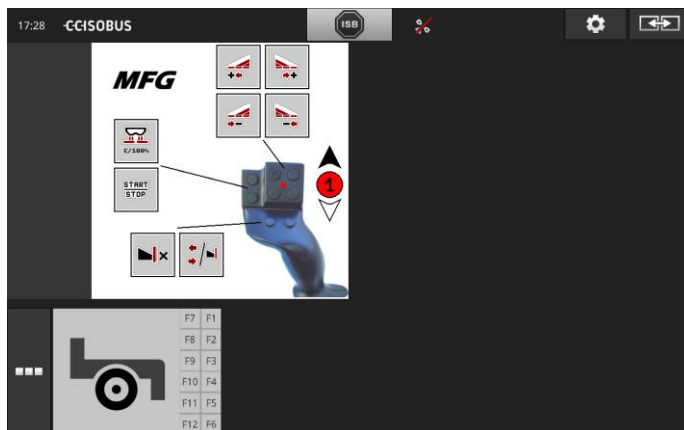 17:28 CCISOBUS ISB
MFG
C/100%
START
STOP
1
F7 F1
F8 F2
F9 F3
F10 F4
F11 F5
F12 F6